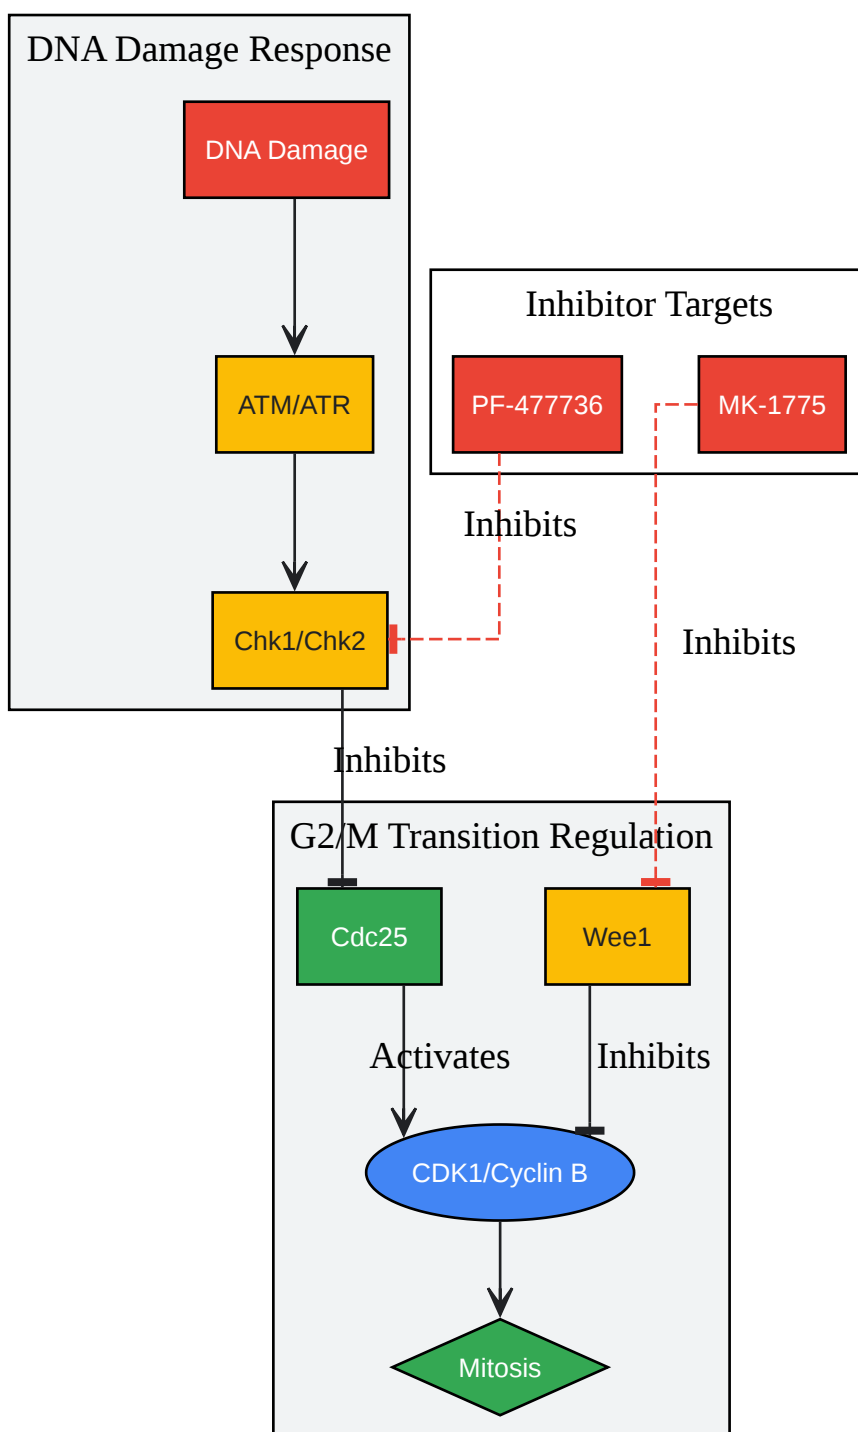 DNA Damage Response
DNA Damage
Inhibitor Targets
ATM/ATR
PF-477736
MK-1775
Inhibits
Chk1/Chk2
Inhibits
Inhibits
G2/M Transition Regulation
Cdc25
Wee1
Activates
Inhibits
CDK1/Cyclin B
Mitosis